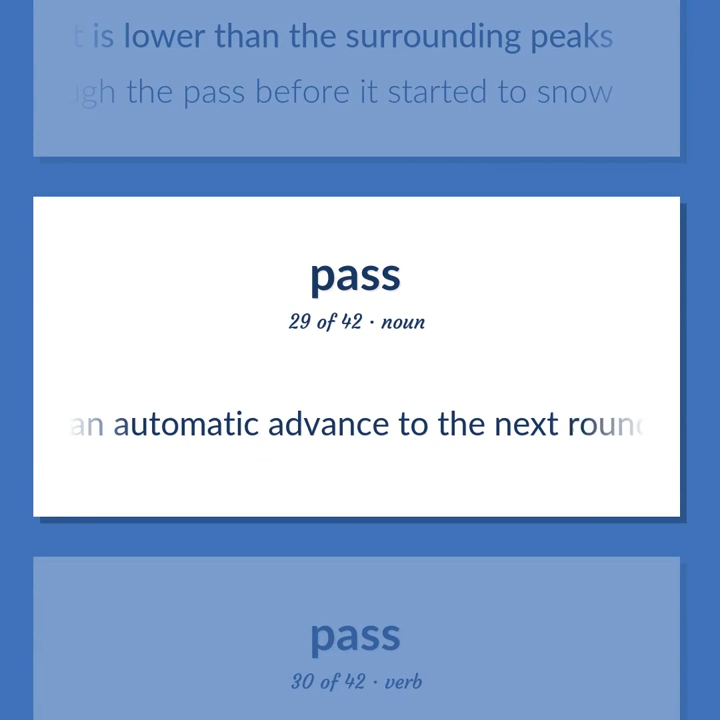 is lower than the surrounding peaks
the pass before it started to snow
pass
29 of 42 · noun
an automatic advance to the next round
pass
30 of 42 · verb